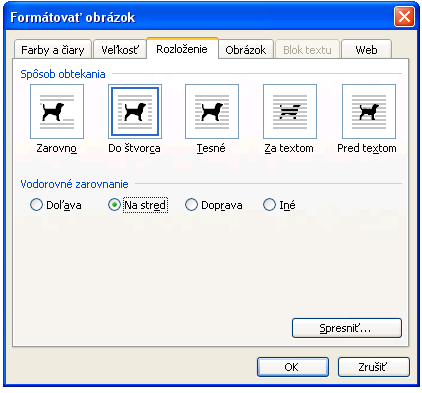 Formátovať obrázok
Farby a čiary Veľkosť Rozloženie Obrázok Blok textu Web
Spôsob obtekania
Zarovno Do štvorca Tesné Za textom Pred textom
Vodorovné zarovnanie
Doľava Na stred Doprava Iné
Spresniť...
OK Zrušiť